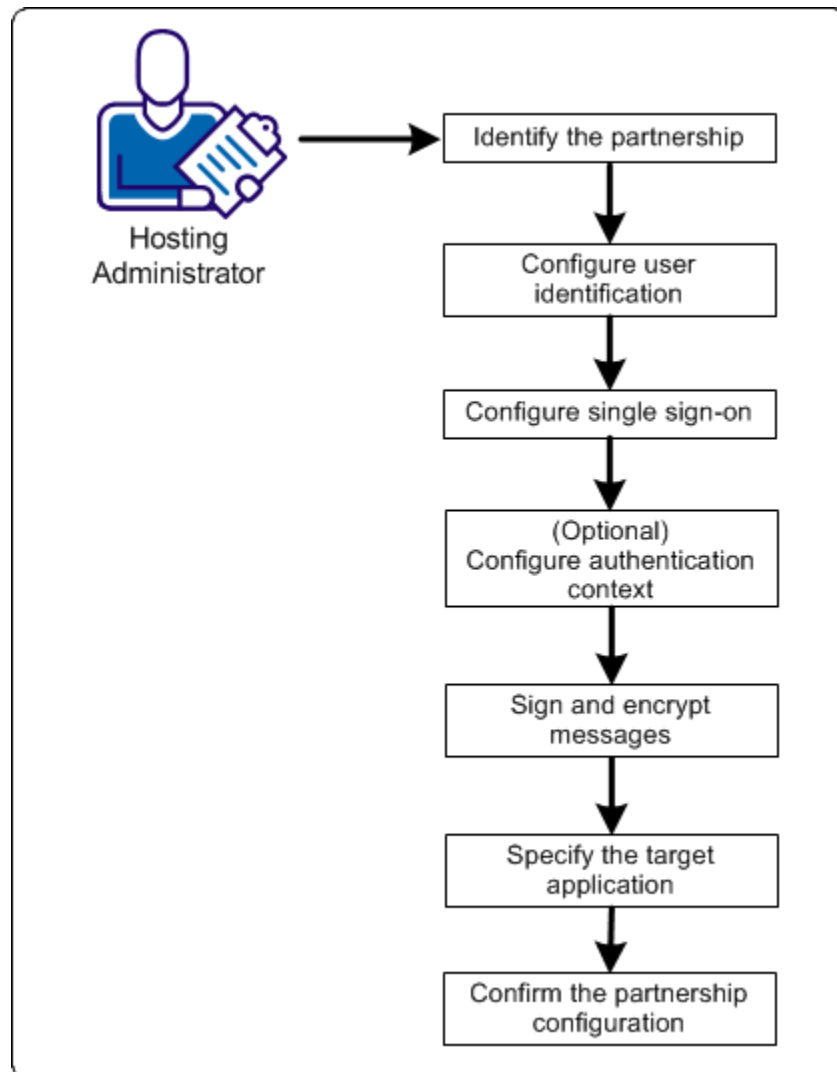 Hosting
Administrator
Identify the partnership
Configure user
identification
Configure single sign-on
(Optional)
Configure authentication
context
Sign and encrypt
messages
Specify the target
application
Confirm the partnership
configuration